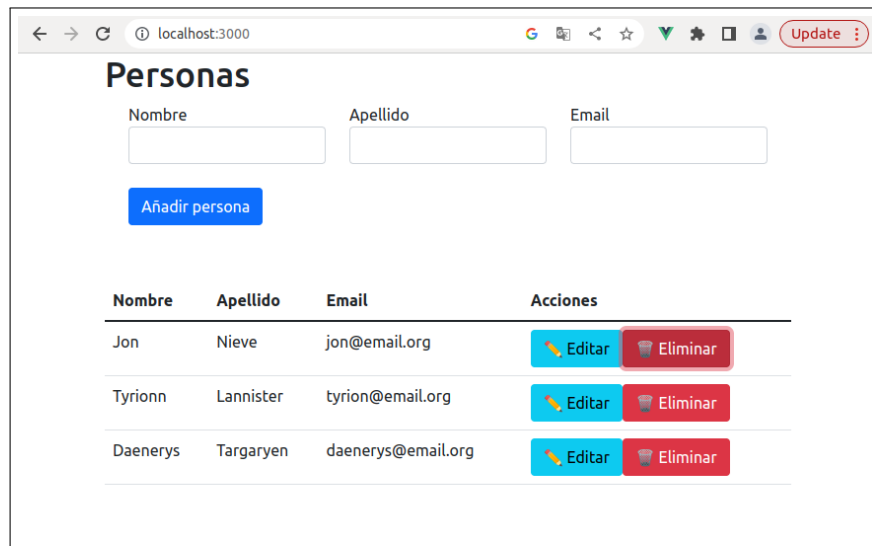 localhost:3000 Update
Personas
Nombre Apellido Email
Añadir persona
Nombre Apellido Email Acciones
Jon Nieve jon@email.org Editar Eliminar
Tyrionn Lannister tyrion@email.org Editar Eliminar
Daenerys Targaryen daenerys@email.org Editar Eliminar